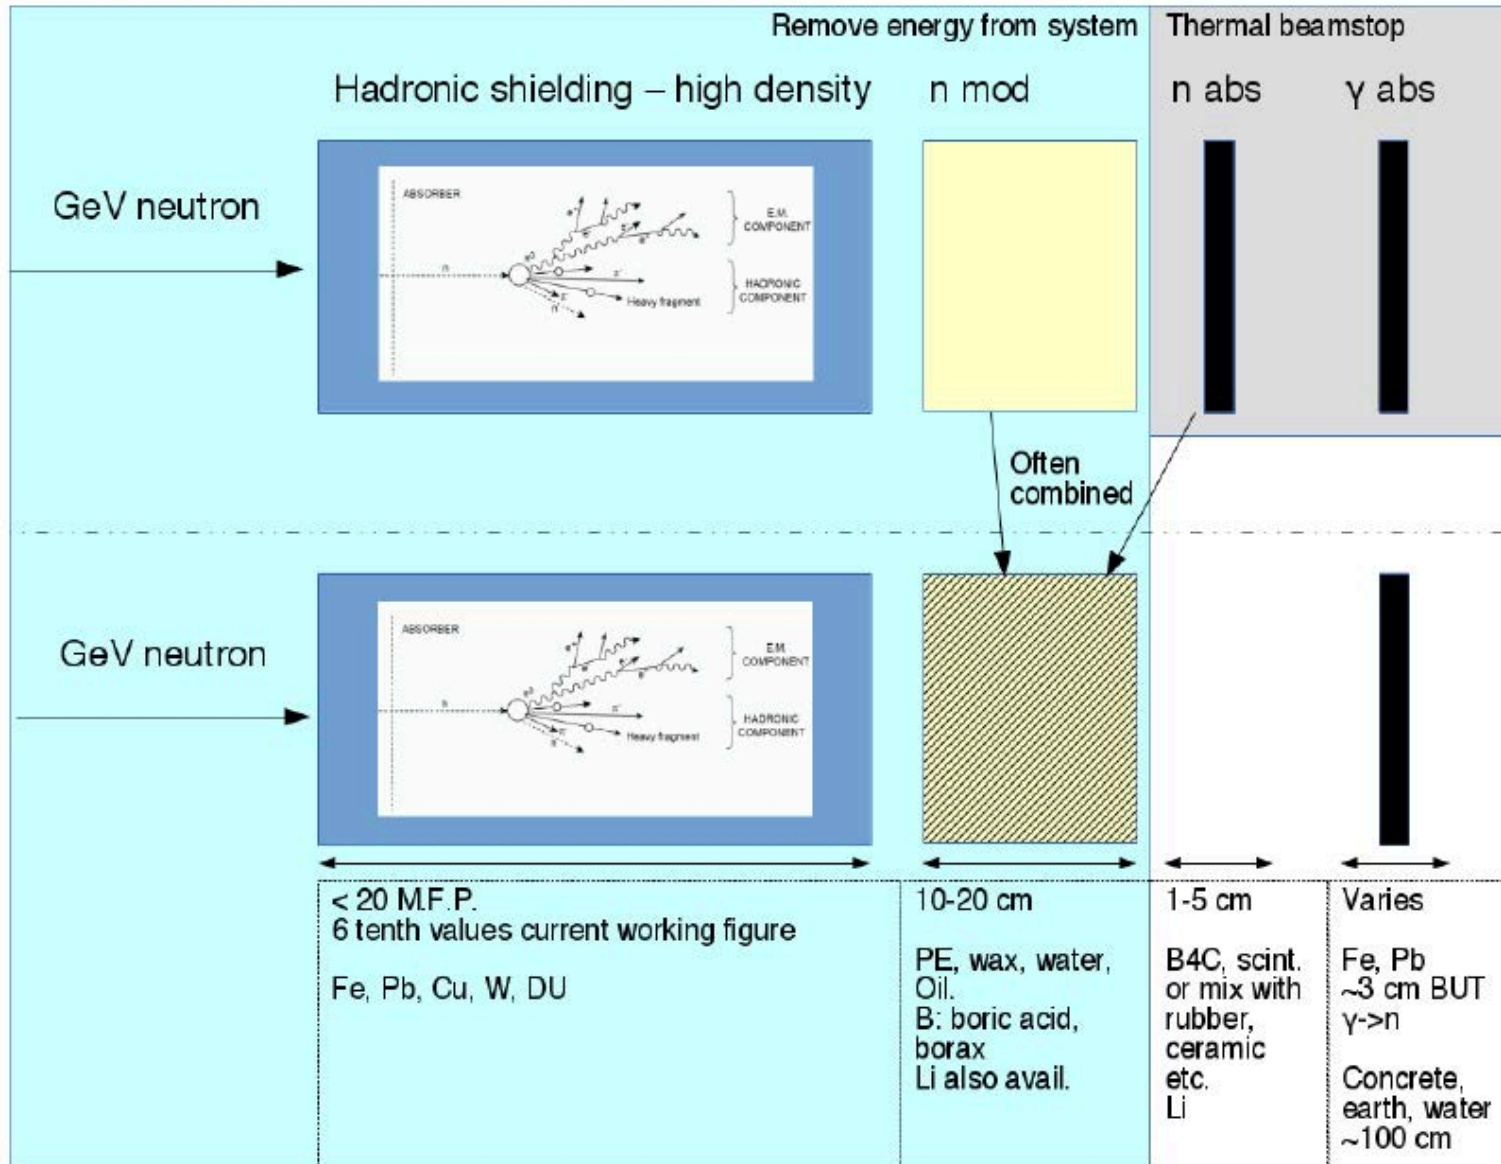 Remove energy from system
Thermal beamstop
Hadronic shielding – high density
n mod
n abs
γ abs
GeV neutron
ABSORBER
E.M.
COMPONENT
n
HADRONIC
COMPONENT
Heavy fragment
Often
combined
GeV neutron
ABSORBER
E.M.
COMPONENT
HADRONIC
COMPONENT
Heavy fragment
< 20 M.F.P.
6 tenth values current working figure
Fe, Pb, Cu, W, DU
10-20 cm
PE, wax, water,
Oil.
B: boric acid,
borax
Li also avail.
1-5 cm
B4C, scint.
or mix with
rubber,
ceramic
etc.
Li
Varies
Fe, Pb
~3 cm BUT
γ->n
Concrete,
earth, water
~100 cm